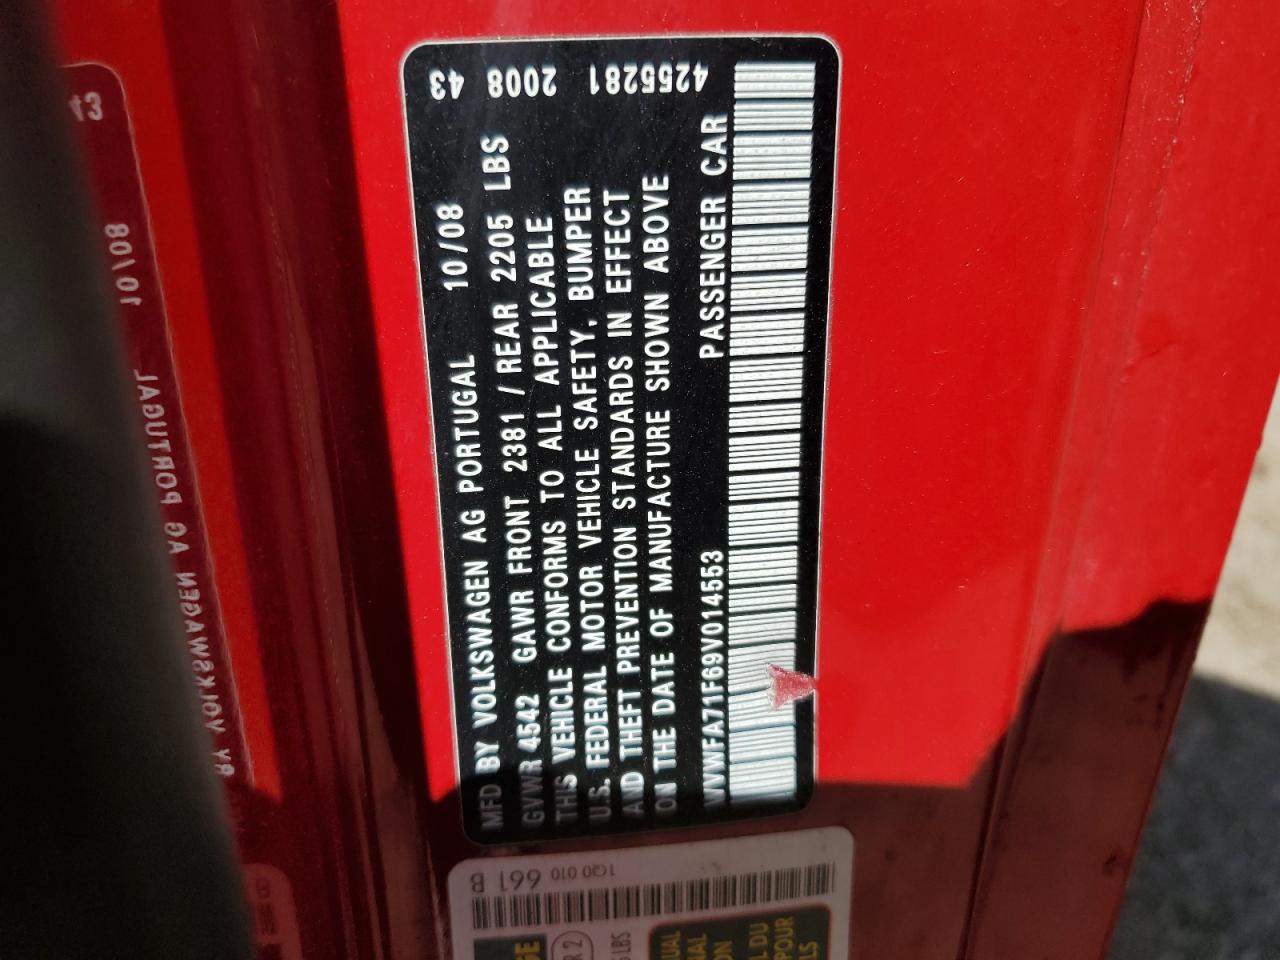 MFD BY VOLKSWAGEN AG PORTUGAL 10/08
GVWR 4542 GAWR FRONT 2381 / REAR 2205 LBS
THIS VEHICLE CONFORMS TO ALL APPLICABLE
U.S. FEDERAL MOTOR VEHICLE SAFETY, BUMPER
AND THEFT PREVENTION STANDARDS IN EFFECT
ON THE DATE OF MANUFACTURE SHOWN ABOVE
WVWFA71F69V014553 PASSENGER CAR
43
2008
4255281
1Q0 010 661 B